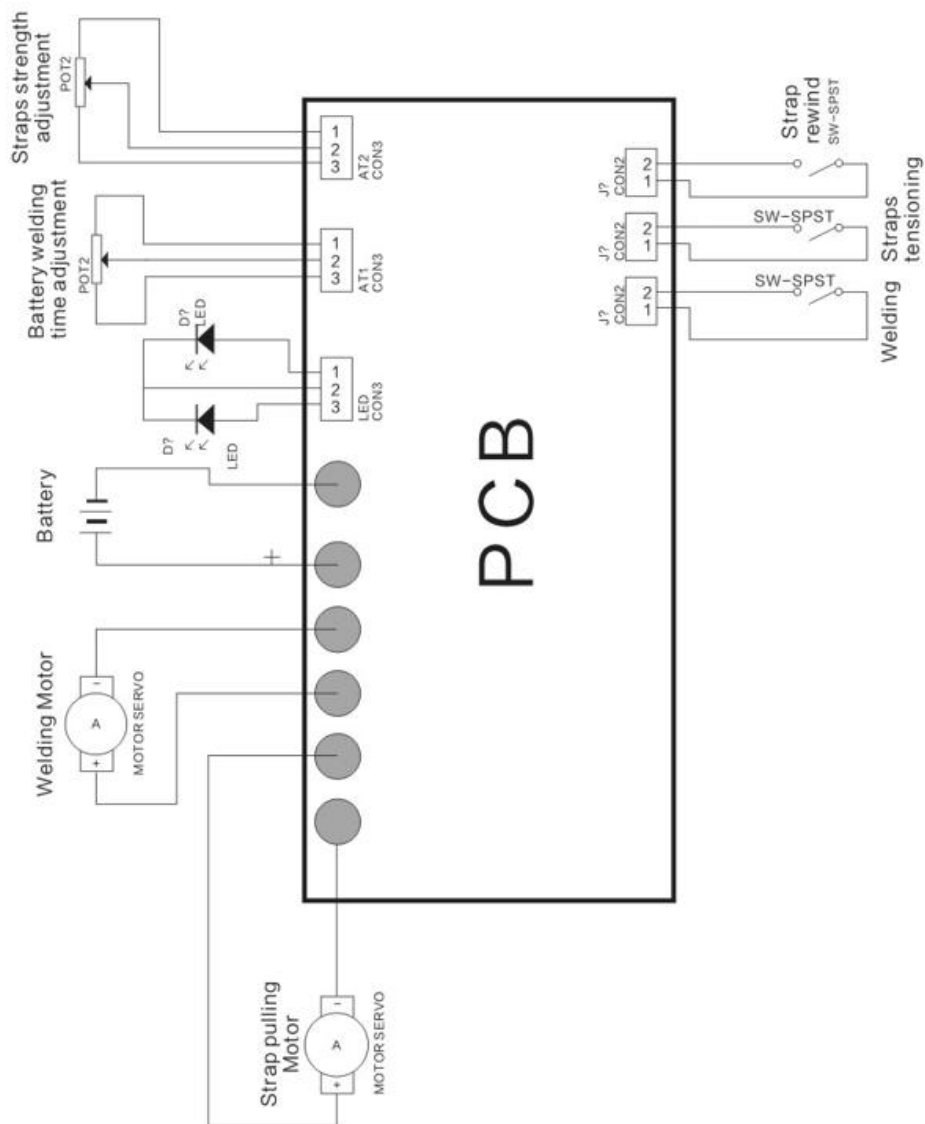 Straps strength
adjustment
POT2
1
2
3
AT2
CON3
Battery welding
time adjustment
POT2
1
2
3
AT1
CON3
D?
LED
D?
LED
1
2
3
LED
CON3
Battery
+
Welding Motor
-
A
+
MOTOR SERVO
Strap pulling
Motor
-
A
+
MOTOR SERVO
PCB
J?
CON2
2
1
Strap
rewind
SW-SPST
J?
CON2
2
1
SW-SPST
Straps
tensioning
J?
CON2
2
1
SW-SPST
Welding